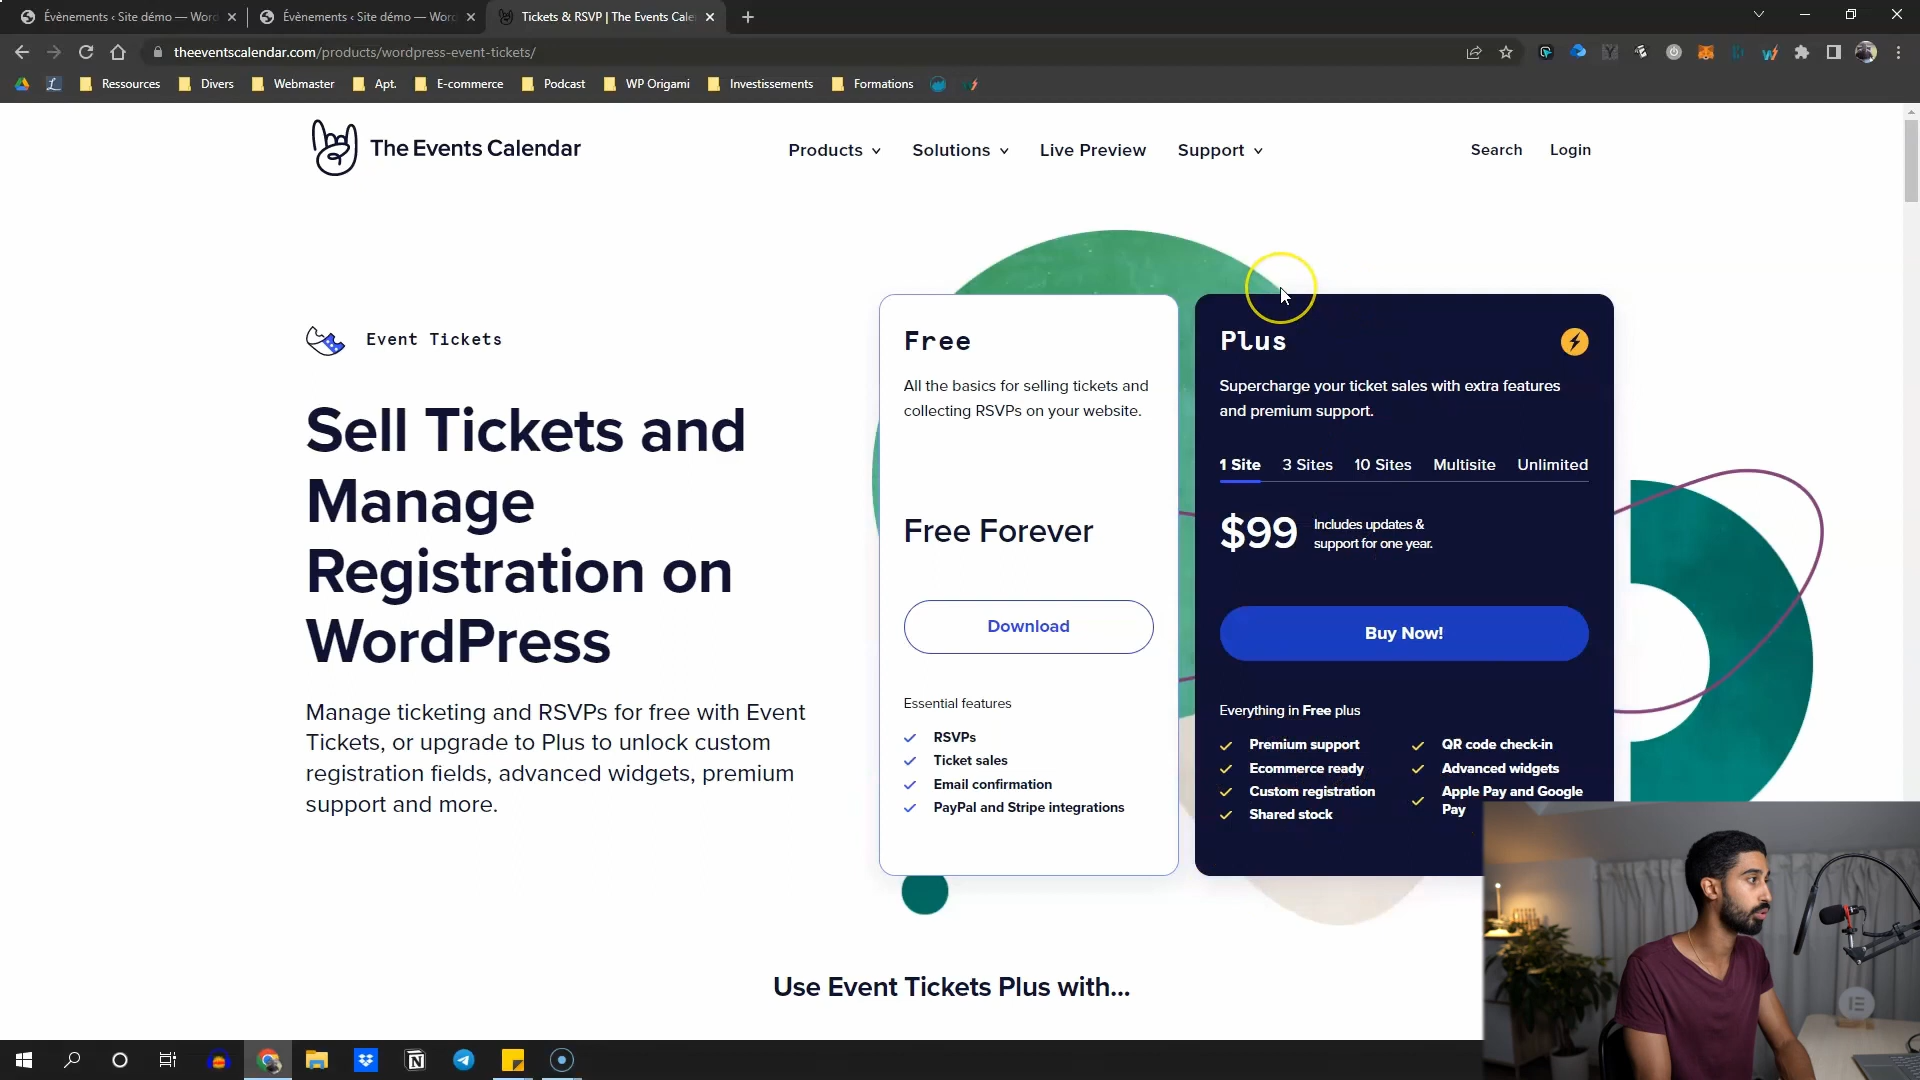 Évènements ‹ Site démo — Wor
Évènements ‹ Site démo — Wor
Tickets & RSVP | The Events Cale
theeventscalendar.com/products/wordpress-event-tickets/
Ressources
Divers
Webmaster
Apt.
E-commerce
Podcast
WP Origami
Investissements
Formations
The Events Calendar
Products
Solutions
Live Preview
Support
Search
Login
Event Tickets
Sell Tickets and
Manage
Registration on
WordPress
Manage ticketing and RSVPs for free with Event
Tickets, or upgrade to Plus to unlock custom
registration fields, advanced widgets, premium
support and more.
Free
All the basics for selling tickets and
collecting RSVPs on your website.
Free Forever
Download
Essential features
RSVPs
Ticket sales
Email confirmation
PayPal and Stripe integrations
Plus
Supercharge your ticket sales with extra features
and premium support.
1 Site
3 Sites
10 Sites
Multisite
Unlimited
$99
Includes updates &
support for one year.
Buy Now!
Everything in Free plus
Premium support
Ecommerce ready
Custom registration
Shared stock
QR code check-in
Advanced widgets
Apple Pay and Google
Pay
Use Event Tickets Plus with...